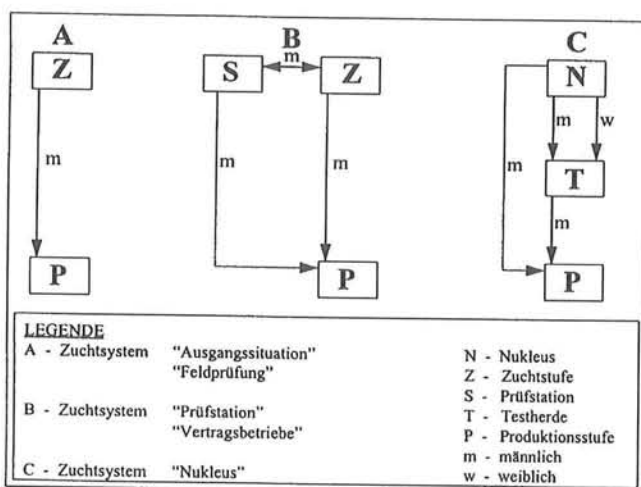 A B C
Z S m Z N
m w
m m m m
T
m
P P P
LEGENDE
A - Zuchtsystem "Ausgangssituation" N - Nukleus
"Feldprüfung" Z - Zuchtstufe
S - Prüfstation
B - Zuchtsystem "Prüfstation" T - Testherde
"Vertragsbetriebe" P - Produktionsstufe
m - männlich
C - Zuchtsystem "Nukleus" w - weiblich